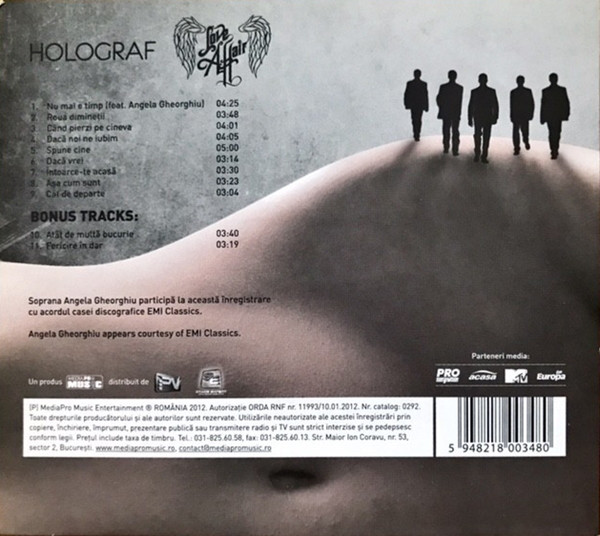 HOLOGRAF
Love Affair
1. Nu mai e timp (feat. Angela Gheorghiu) 04:25
2. Roua dimineții 03:48
3. Când pierzi pe cineva 04:01
4. Dacă noi ne iubim 04:05
5. Spune cine 05:00
6. Dacă vrei 03:14
7. Întoarce-te acasă 03:30
8. Așa cum sunt 03:23
9. Cât de departe 03:04
BONUS TRACKS:
10. Atât de multă bucurie 03:40
11. Fericire în dar 03:19
Soprana Angela Gheorghiu participă la această înregistrare
cu acordul casei discografice EMI Classics.
Angela Gheorghiu appears courtesy of EMI Classics.
Parteneri media:
Un produs MUSIC distribuit de
PRO acasa MTV Europa
(P) MediaPro Music Entertainment ® ROMÂNIA 2012. Autorizație ORDA RNF nr. 11993/10.01.2012. Nr. catalog: 0292.
Toate drepturile producătorului și ale autorilor sunt rezervate. Utilizările neautorizate ale acestei înregistrări prin
copiere, închiriere, împrumut, prezentare publică sau transmitere radio și TV sunt strict interzise și se pedepsesc
conform legii. Prețul include taxa de timbru. Tel.: 031-825.60.58, fax: 031-825.60.13. Str. Maior Ion Coravu, nr. 53,
sector 2, București. www.mediapromusic.ro, contact@mediapromusic.ro
5 948218 003480